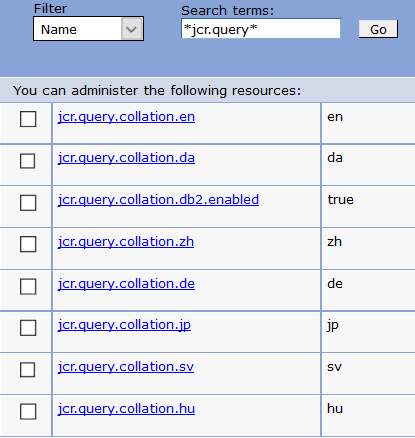 Filter
Search terms:
Name
*jcr.query*
Go
You can administer the following resources:
jcr.query.collation.en en
jcr.query.collation.da da
jcr.query.collation.db2.enabled true
jcr.query.collation.zh zh
jcr.query.collation.de de
jcr.query.collation.jp jp
jcr.query.collation.sv sv
jcr.query.collation.hu hu